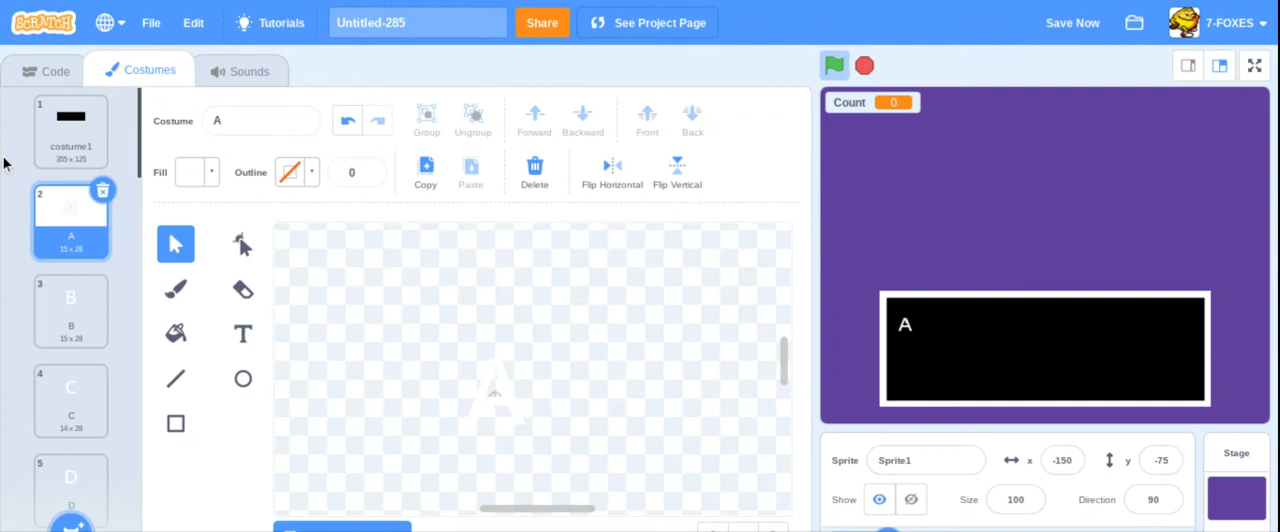 SCRATCH File Edit Tutorials Untitled-285 Share See Project Page Save Now 7-FOXES
Code Costumes Sounds
1
costume1
355 x 125
2
A
A
15 x 28
3
B
B
15 x 28
4
C
C
14 x 28
5
D
D
Costume A Group Ungroup Forward Backward Front Back
Fill Outline 0 Copy Paste Delete Flip Horizontal Flip Vertical
T
A
Count 0
A
Sprite Sprite1 x -150 y -75
Show Size 100 Direction 90
Stage